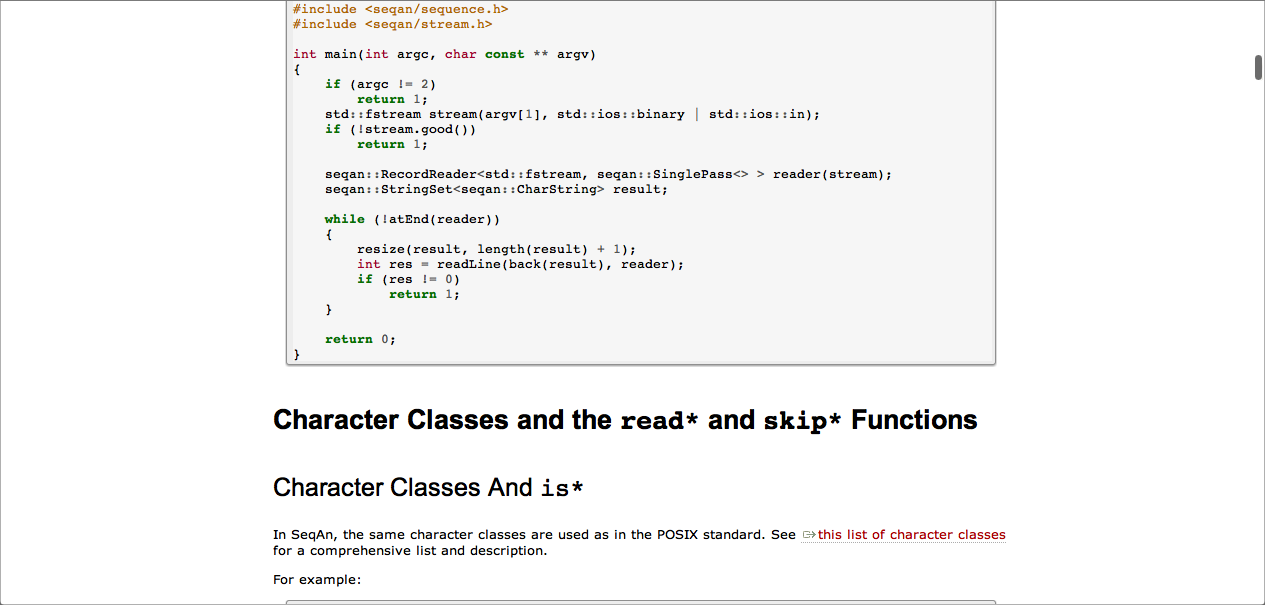 #include <seqan/sequence.h>
#include <seqan/stream.h>

int main(int argc, char const ** argv)
{
    if (argc != 2)
        return 1;
    std::fstream stream(argv[1], std::ios::binary | std::ios::in);
    if (!stream.good())
        return 1;

    seqan::RecordReader<std::fstream, seqan::SinglePass<> > reader(stream);
    seqan::StringSet<seqan::CharString> result;

    while (!atEnd(reader))
    {
        resize(result, length(result) + 1);
        int res = readLine(back(result), reader);
        if (res != 0)
            return 1;
    }

    return 0;
}
Character Classes and the read* and skip* Functions
Character Classes And is*
In SeqAn, the same character classes are used as in the POSIX standard. See this list of character classes
for a comprehensive list and description.
For example: